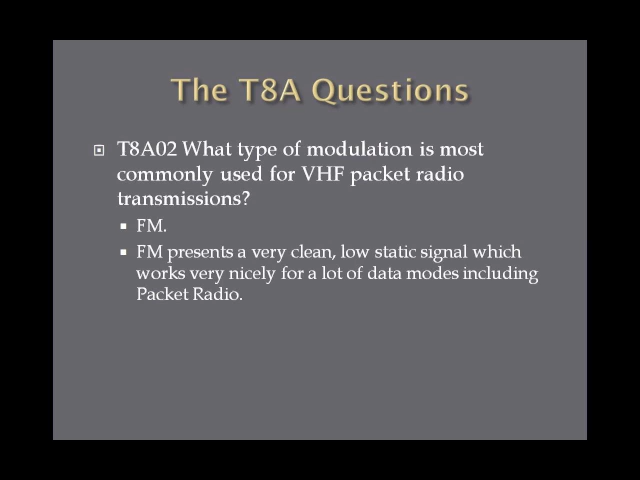 The T8A Questions
T8A02 What type of modulation is most
commonly used for VHF packet radio
transmissions?
FM.
FM presents a very clean, low static signal which
works very nicely for a lot of data modes including
Packet Radio.